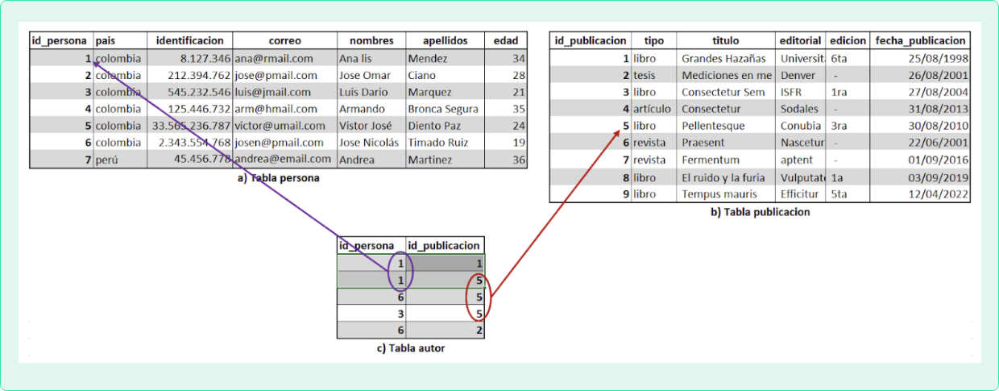 id_persona pais identificacion correo nombres apellidos edad
1 colombia 8.127.346 ana@rmail.com Ana lis Mendez 34
2 colombia 212.394.762 jose@pmail.com Jose Omar Ciano 28
3 colombia 545.232.546 luis@jmail.com Luis Dario Marquez 21
4 colombia 125.446.732 arm@hmail.com Armando Bronca Segura 35
5 colombia 33.565.236.787 victor@umail.com Vistor José Diento Paz 24
6 colombia 2.343.554.768 josen@pmail.com Jose Nicolás Timado Ruiz 19
7 perú 45.456.778 andrea@email.com Andrea Martinez 36
a) Tabla persona
id_publicacion tipo titulo editorial edicion fecha_publicacion
1 libro Grandes Hazañas Universit 6ta 25/08/1998
2 tesis Mediciones en me Denver - 26/08/2001
3 libro Consectetur Sem ISFR 1ra 27/08/2004
4 artículo Consectetur Sodales - 31/08/2013
5 libro Pellentesque Conubia 3ra 30/08/2010
6 revista Praesent Nascetur - 22/06/2001
7 revista Fermentum aptent - 01/09/2016
8 libro El ruido y la furia Vulputate 1a 03/09/2019
9 libro Tempus mauris Efficitur 5ta 12/04/2022
b) Tabla publicacion
id_persona id_publicacion
1 1
1 5
6 5
3 5
6 2
c) Tabla autor